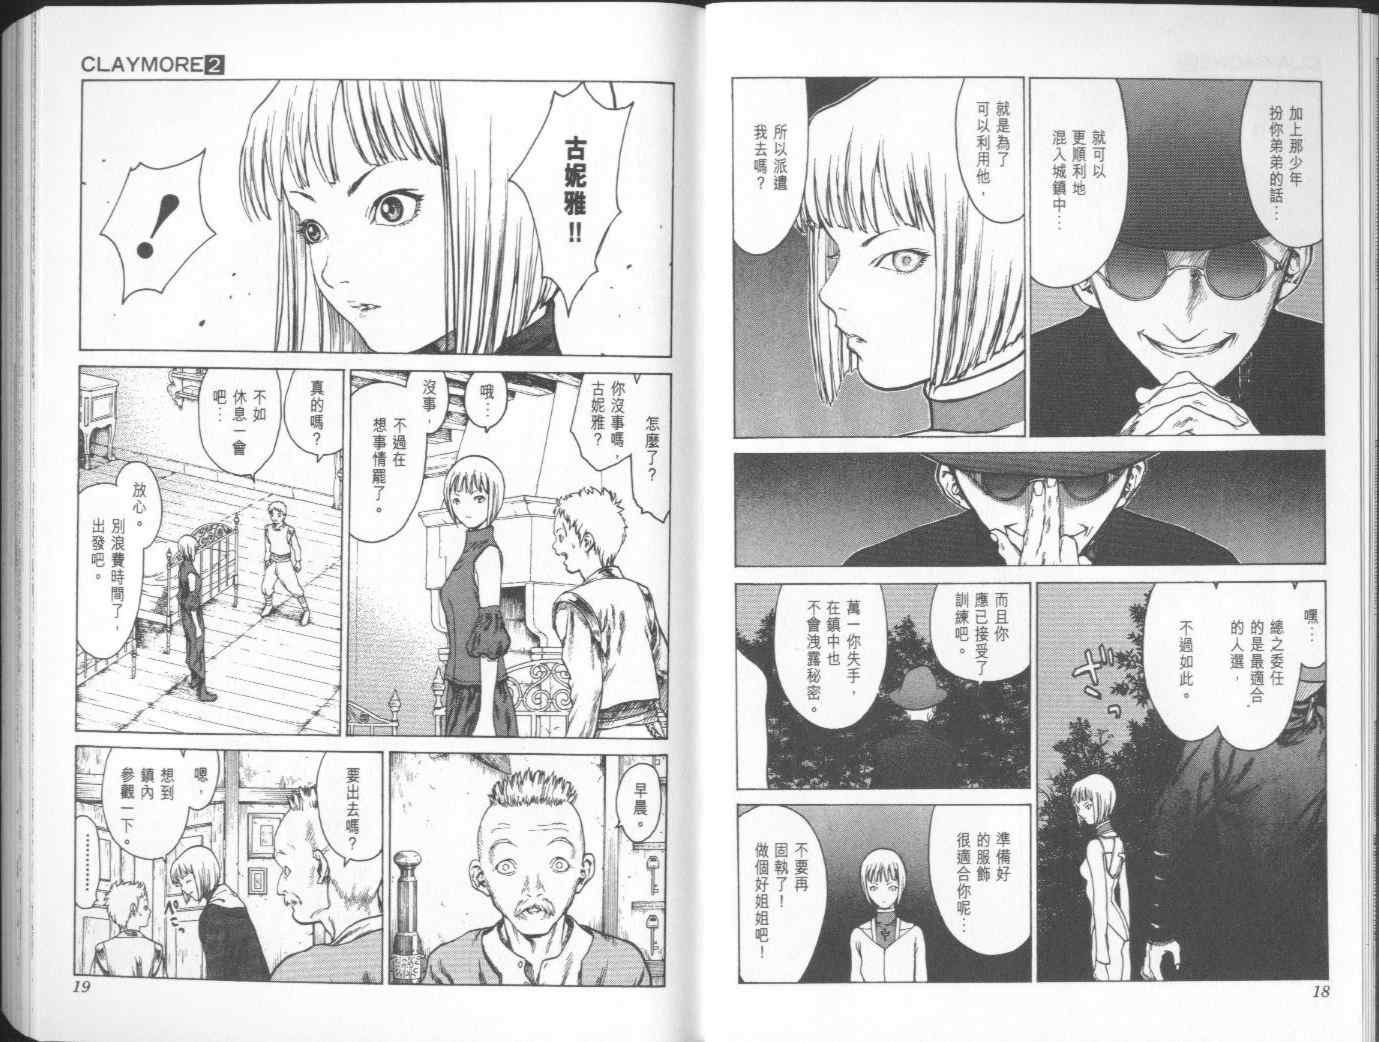 加上那少年
扮你弟弟的話…
就可以
更順利地
混入城鎮中…
就是為了
可以利用他，
所以派遣
我去嗎？
嘿…
總之委任
的是最適合
的人選，
不過如此。
而且你
應已接受了
訓練吧。
萬一你失手，
在鎮中也
不會洩露秘密。
準備好
的服飾
很適合你呢…
不要再
固執了！
做個好姐姐吧！
18
CLAYMORE2
古妮雅!!
！
怎麼了？
你沒事嗎，
古妮雅？
哦…
沒事，
不過在
想事情罷了。
真的嗎？
不如
休息一會
吧…
放心。
別浪費時間了，
出發吧。
早晨。
要出去嗎？
嗯，
想到
鎮內
參觀一下。
…………
ペこっ
19